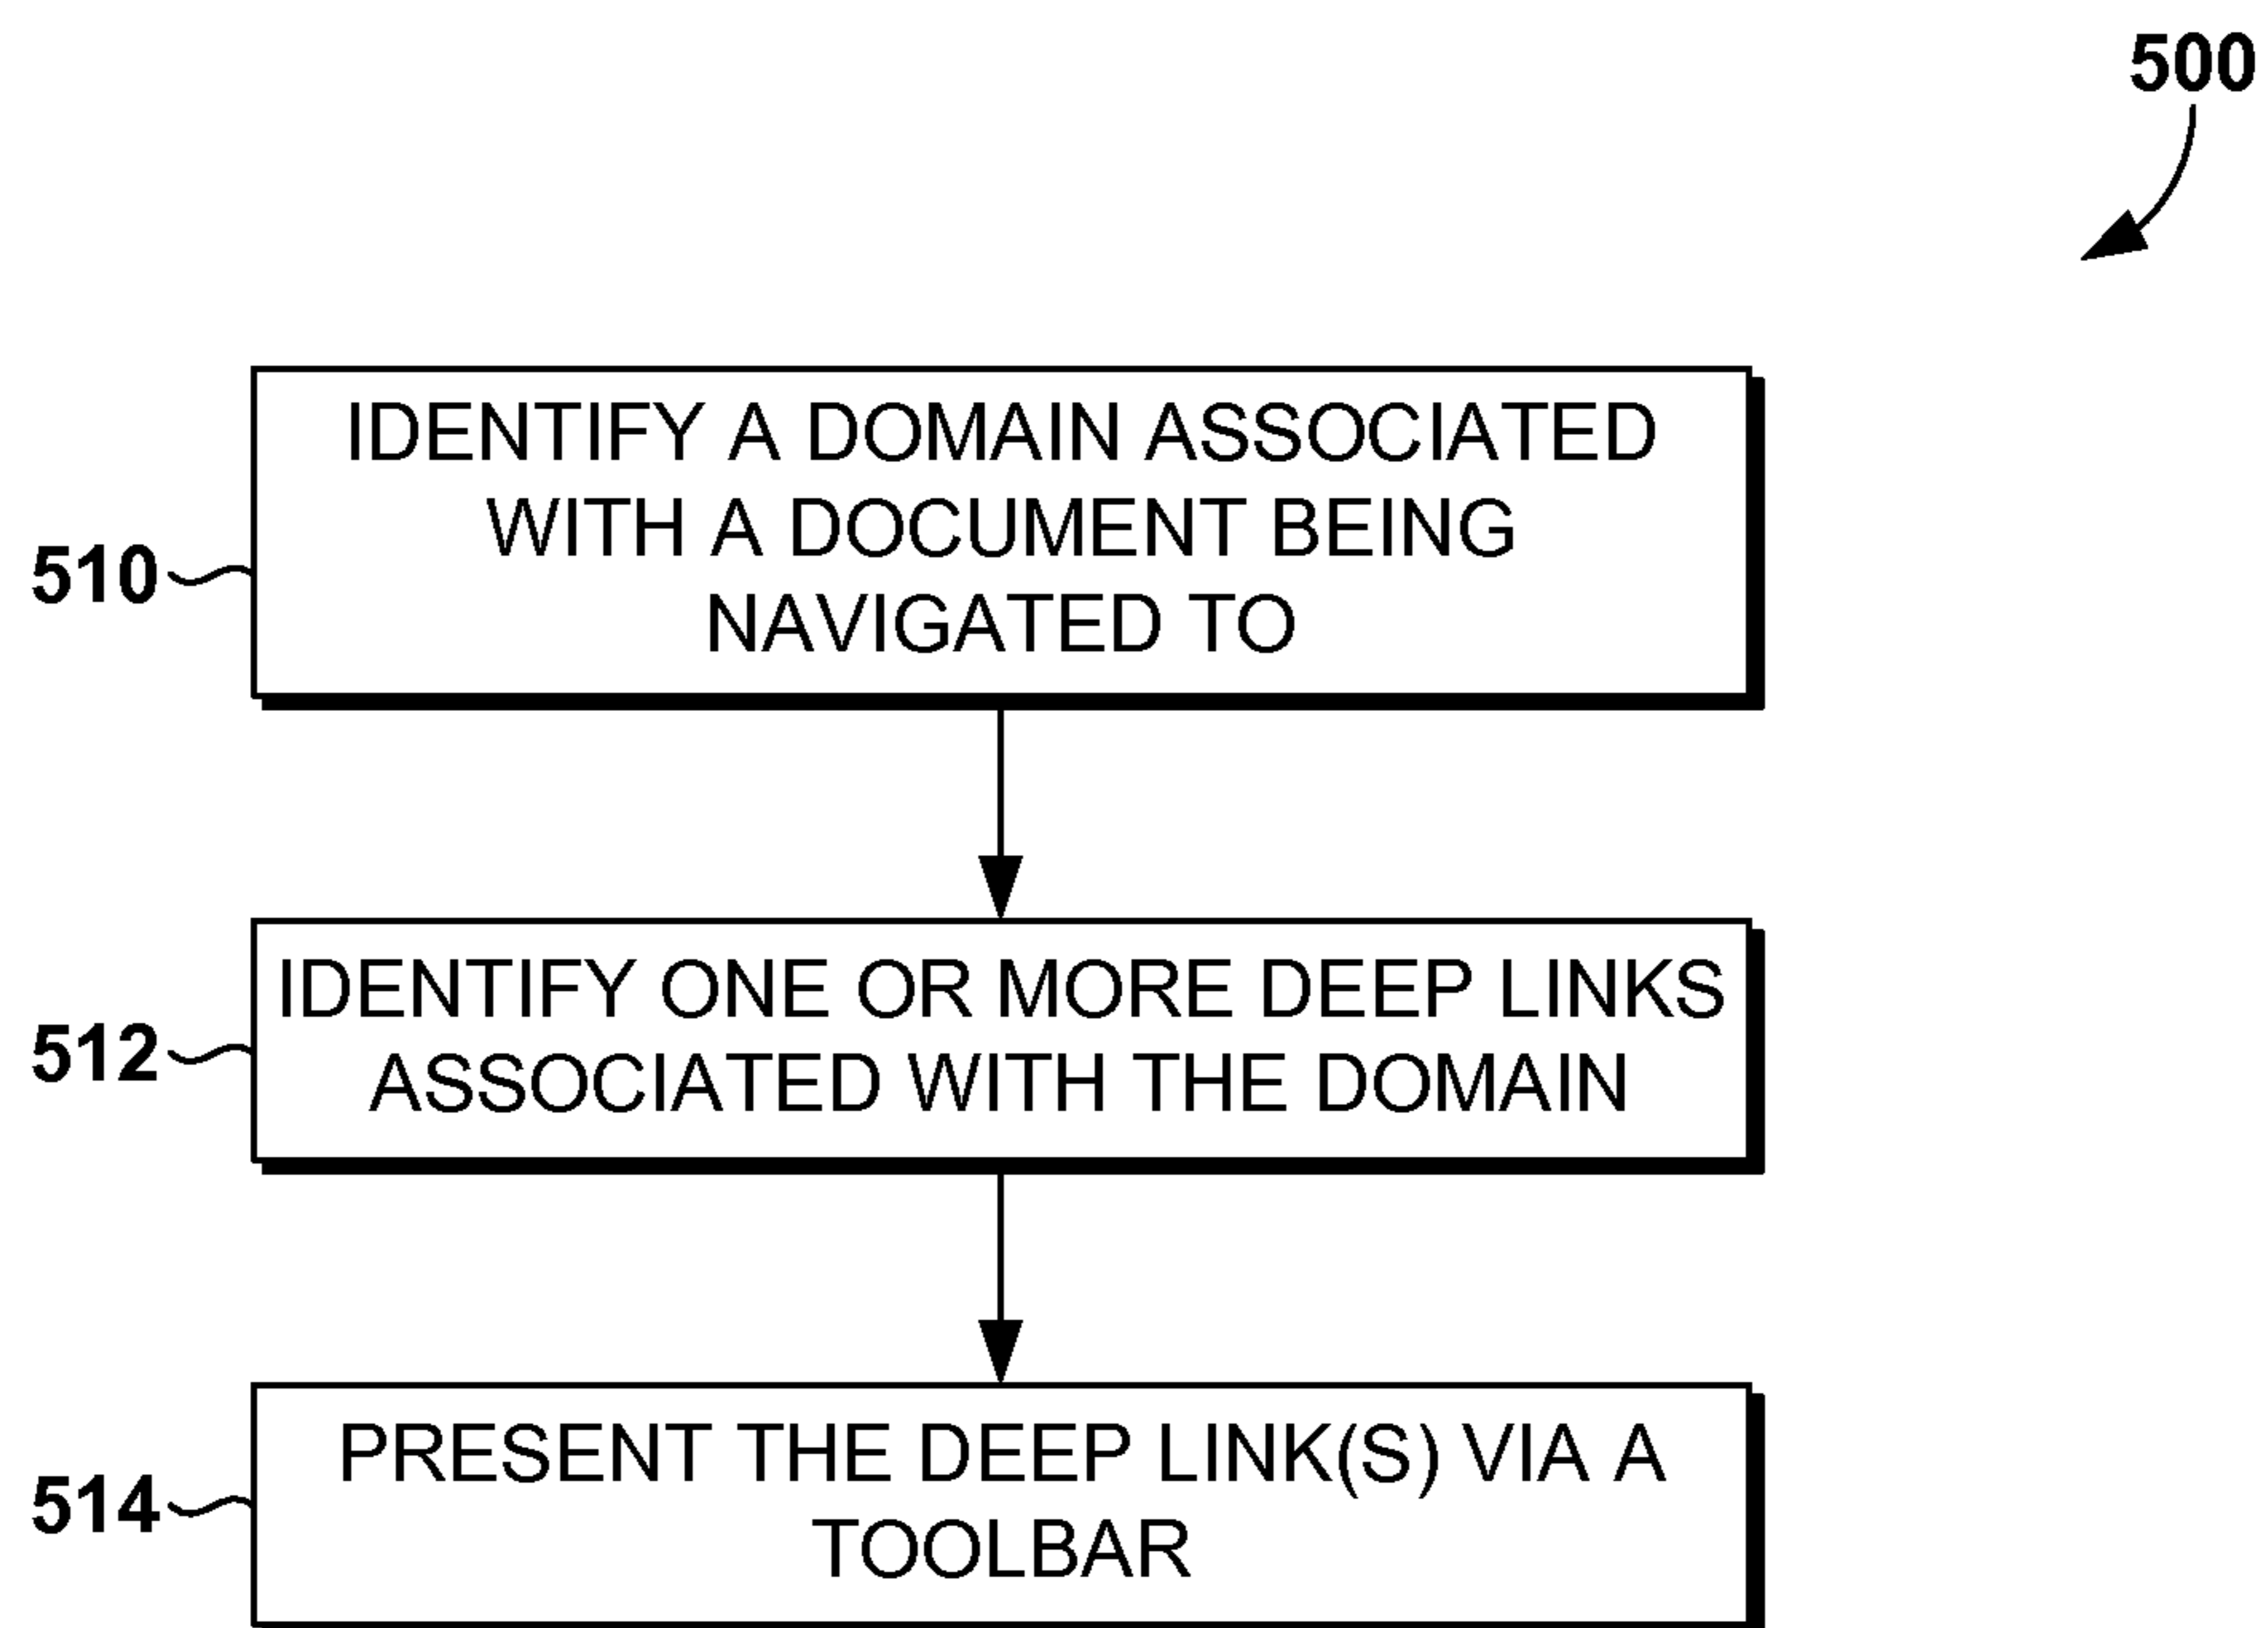 500
IDENTIFY A DOMAIN ASSOCIATED
WITH A DOCUMENT BEING
NAVIGATED TO
510
IDENTIFY ONE OR MORE DEEP LINKS
ASSOCIATED WITH THE DOMAIN
512
PRESENT THE DEEP LINK(S) VIA A
TOOLBAR
514